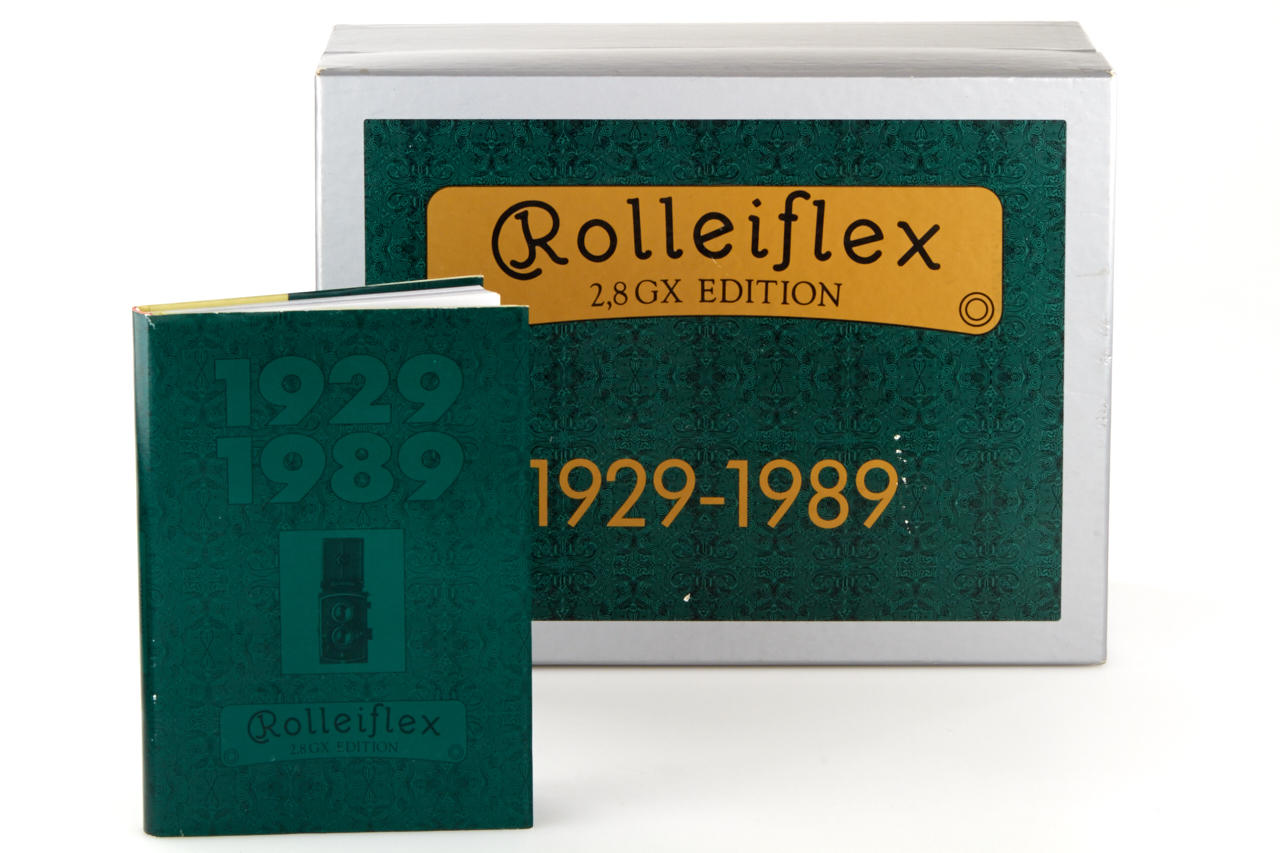 Rolleiflex
2,8 GX EDITION
1929-1989
1929
1989
Rolleiflex
2,8 GX EDITION